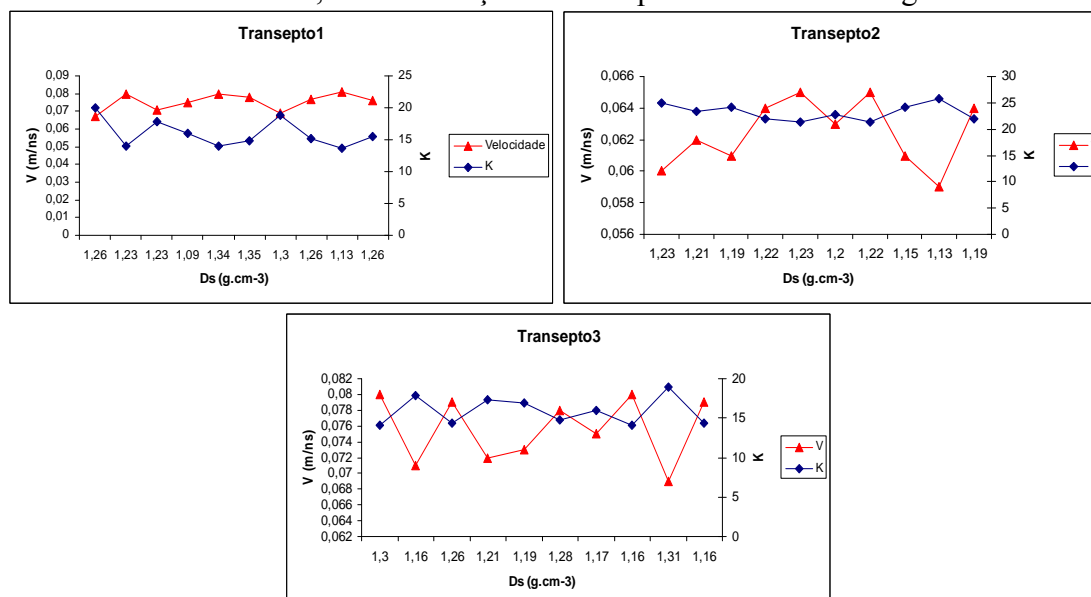 Transepto1
V (m/ns)
0,09
0,08
0,07
0,06
0,05
0,04
0,03
0,02
0,01
0
25
20
15
10
5
0
K
Velocidade
K
1,26 1,23 1,23 1,09 1,34 1,35 1,3 1,26 1,13 1,26
Ds (g.cm-3)
Transepto2
V (m/ns)
0,066
0,064
0,062
0,06
0,058
0,056
30
25
20
15
10
5
0
K
1,23 1,21 1,19 1,22 1,23 1,2 1,22 1,15 1,13 1,19
Ds (g.cm-3)
Transepto3
V (m/ns)
0,082
0,08
0,078
0,076
0,074
0,072
0,07
0,068
0,066
0,064
0,062
20
15
10
5
0
K
V
K
1,3 1,16 1,26 1,21 1,19 1,28 1,17 1,16 1,31 1,16
Ds (g.cm-3)